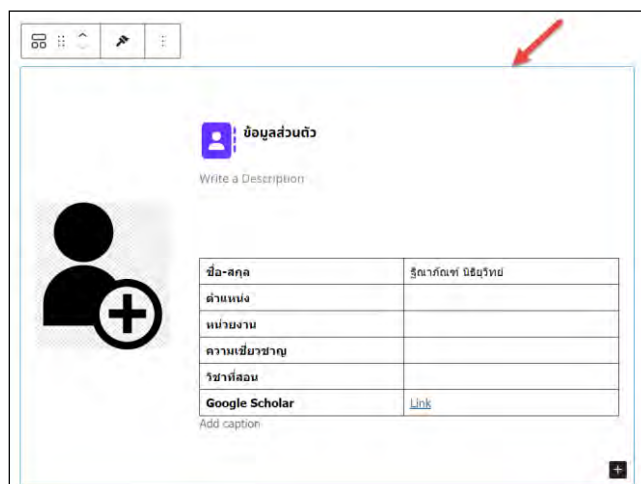 ข้อมูลส่วนตัว
Write a Description
ชื่อ-สกุล ฐิณาภัณฑ์ นิธิยุวิทย์
ตำแหน่ง
หน่วยงาน
ความเชี่ยวชาญ
วิชาที่สอน
Google Scholar Link
Add caption